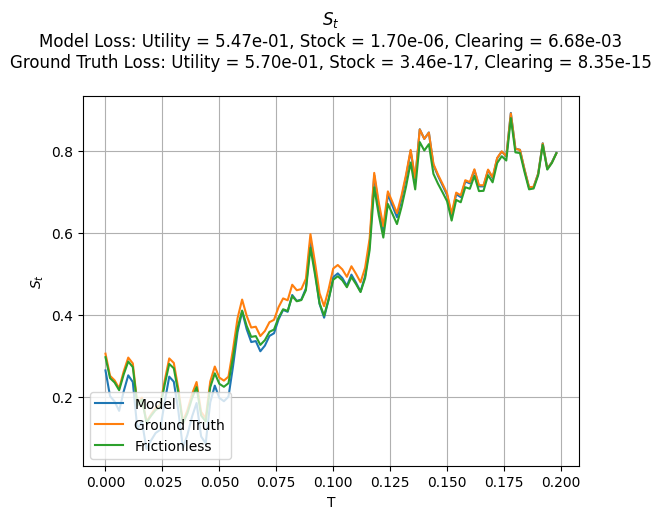 S_t
Model Loss: Utility = 5.47e-01, Stock = 1.70e-06, Clearing = 6.68e-03
Ground Truth Loss: Utility = 5.70e-01, Stock = 3.46e-17, Clearing = 8.35e-15
0.8
0.6
0.4
0.2
S_t
Model
Ground Truth
Frictionless
0.000 0.025 0.050 0.075 0.100 0.125 0.150 0.175 0.200
T